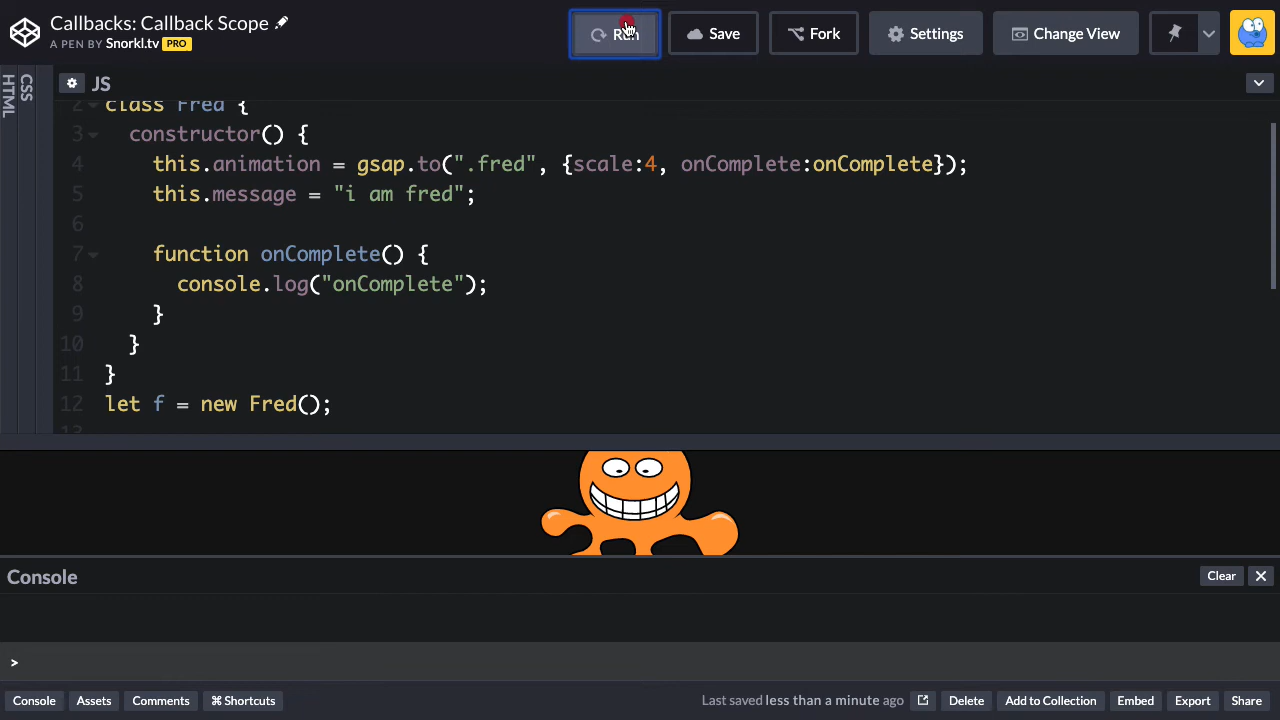 Callbacks: Callback Scope
A PEN BY Snorkl.tv PRO
Run
Save
Fork
Settings
Change View
HTML
CSS
JS
2 class Fred {
3 constructor() {
4 this.animation = gsap.to(".fred", {scale:4, onComplete:onComplete});
5 this.message = "i am fred";
6
7 function onComplete() {
8 console.log("onComplete");
9 }
10 }
11 }
12 let f = new Fred();
Console
Clear
>
Console
Assets
Comments
⌘ Shortcuts
Last saved less than a minute ago
Delete
Add to Collection
Embed
Export
Share